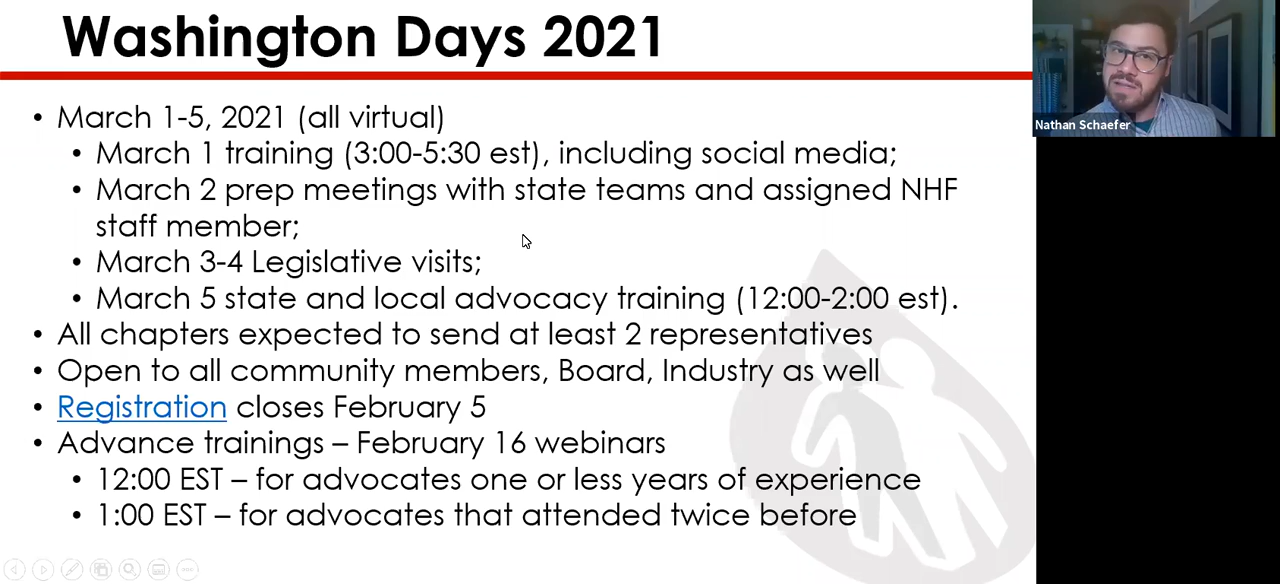 Washington Days 2021
• March 1-5, 2021 (all virtual)
• March 1 training (3:00-5:30 est), including social media;
• March 2 prep meetings with state teams and assigned NHF
staff member;
• March 3-4 Legislative visits;
• March 5 state and local advocacy training (12:00-2:00 est).
• All chapters expected to send at least 2 representatives
• Open to all community members, Board, Industry as well
• Registration closes February 5
• Advance trainings – February 16 webinars
• 12:00 EST – for advocates one or less years of experience
• 1:00 EST – for advocates that attended twice before
Nathan Schaefer